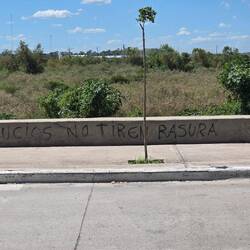 UCIOS NO TIREN BASURA